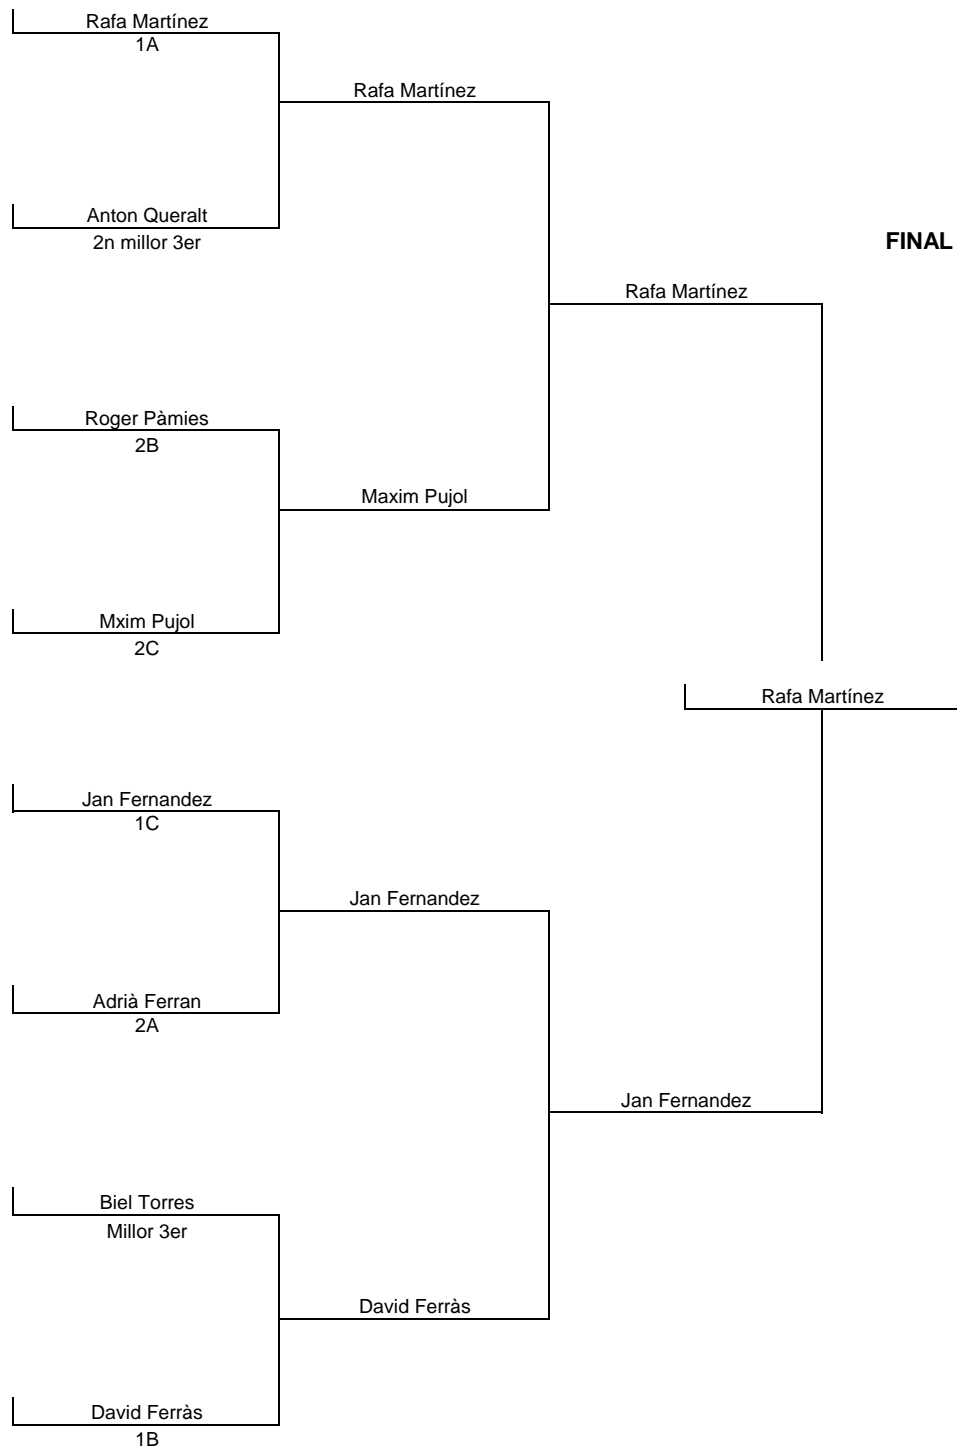 Rafa Martínez
1A
Rafa Martínez
Anton Queralt
2n millor 3er
FINAL
Rafa Martínez
Roger Pàmies
2B
Maxim Pujol
Mxim Pujol
2C
Rafa Martínez
Jan Fernandez
1C
Jan Fernandez
Adrià Ferran
2A
Jan Fernandez
Biel Torres
Millor 3er
David Ferràs
David Ferràs
1B